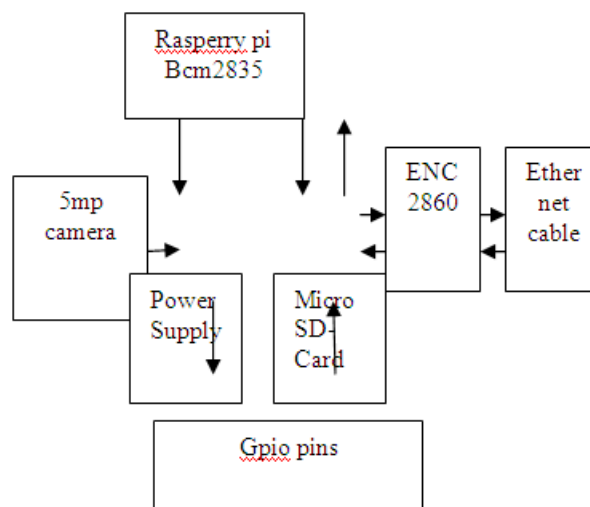 Rasperry pi
Bcm2835
5mp
camera
ENC
2860
Ether
net
cable
Power
Supply
Micro
SD-
Card
Gpio pins